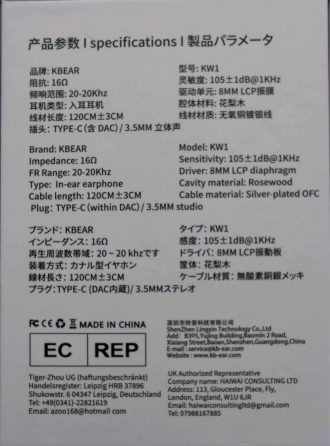 产品参数 I specifications I 製品パラメータ
品牌: KBEAR
阻抗: 16Ω
频响范围: 20-20Khz
耳机类型: 入耳耳机
线材长度: 120CM±3CM
插头: TYPE-C (含 DAC) / 3.5MM 立体声
型号: KW1
灵敏度: 105±1dB@1KHz
驱动单元: 8MM LCP振膜
腔体材料: 花梨木
线材材质: 无氧铜镀银线
Brand: KBEAR
Impedance: 16Ω
FR Range: 20-20Khz
Type: In-ear earphone
Cable length: 120CM±3CM
Plug: TYPE-C (within DAC) / 3.5MM studio
Model: KW1
Sensitivity: 105±1dB@1KHz
Driver: 8MM LCP diaphragm
Cavity material: Rosewood
Cable material: Silver-plated OFC
ブランド: KBEAR
インピーダンス: 16Ω
再生周波数帯域: 20 ~ 20 khzです
装着方式: カナル型イヤホン
線材長さ: 120CM±3CM
プラグ: TYPE-C (DAC内蔵) / 3.5MMステレオ
タイプ: KW1
感度: 105±1dB@1KHz
ドライバ: 8MM LCP振動板
筐体: 花梨木
ケーブル材質: 無酸素銅銀メッキ
FC CE MADE IN CHINA
EC REP
Tiger-Zhou UG (haftungsbeschränkt)
Handelsregister: Leipzig HRB 37896
Shukowstr. 6 04347 Leipzig, Deutschland
Tel: +49(0341)-22821619
Email: azoo168@hotmail.com
深圳市聆音科技有限公司
ShenZhen Lingyin Technology Co.,Ltd
Add: B305,Yujing Building,Baomin 2 Road,
Xixiang Street,Baoan,Shenzhen,Guangdong,China
E-mail : service@kb-ear.com
Website : www.kb-ear.com
UK Authorized Representative
Company name: HAIWAI CONSULTING LTD
Address: Office 101 32 Threadneedle
London, England, W1U 6JR
Email: haiwaiconsultingltd@gmail.com
Tel: 07988167885